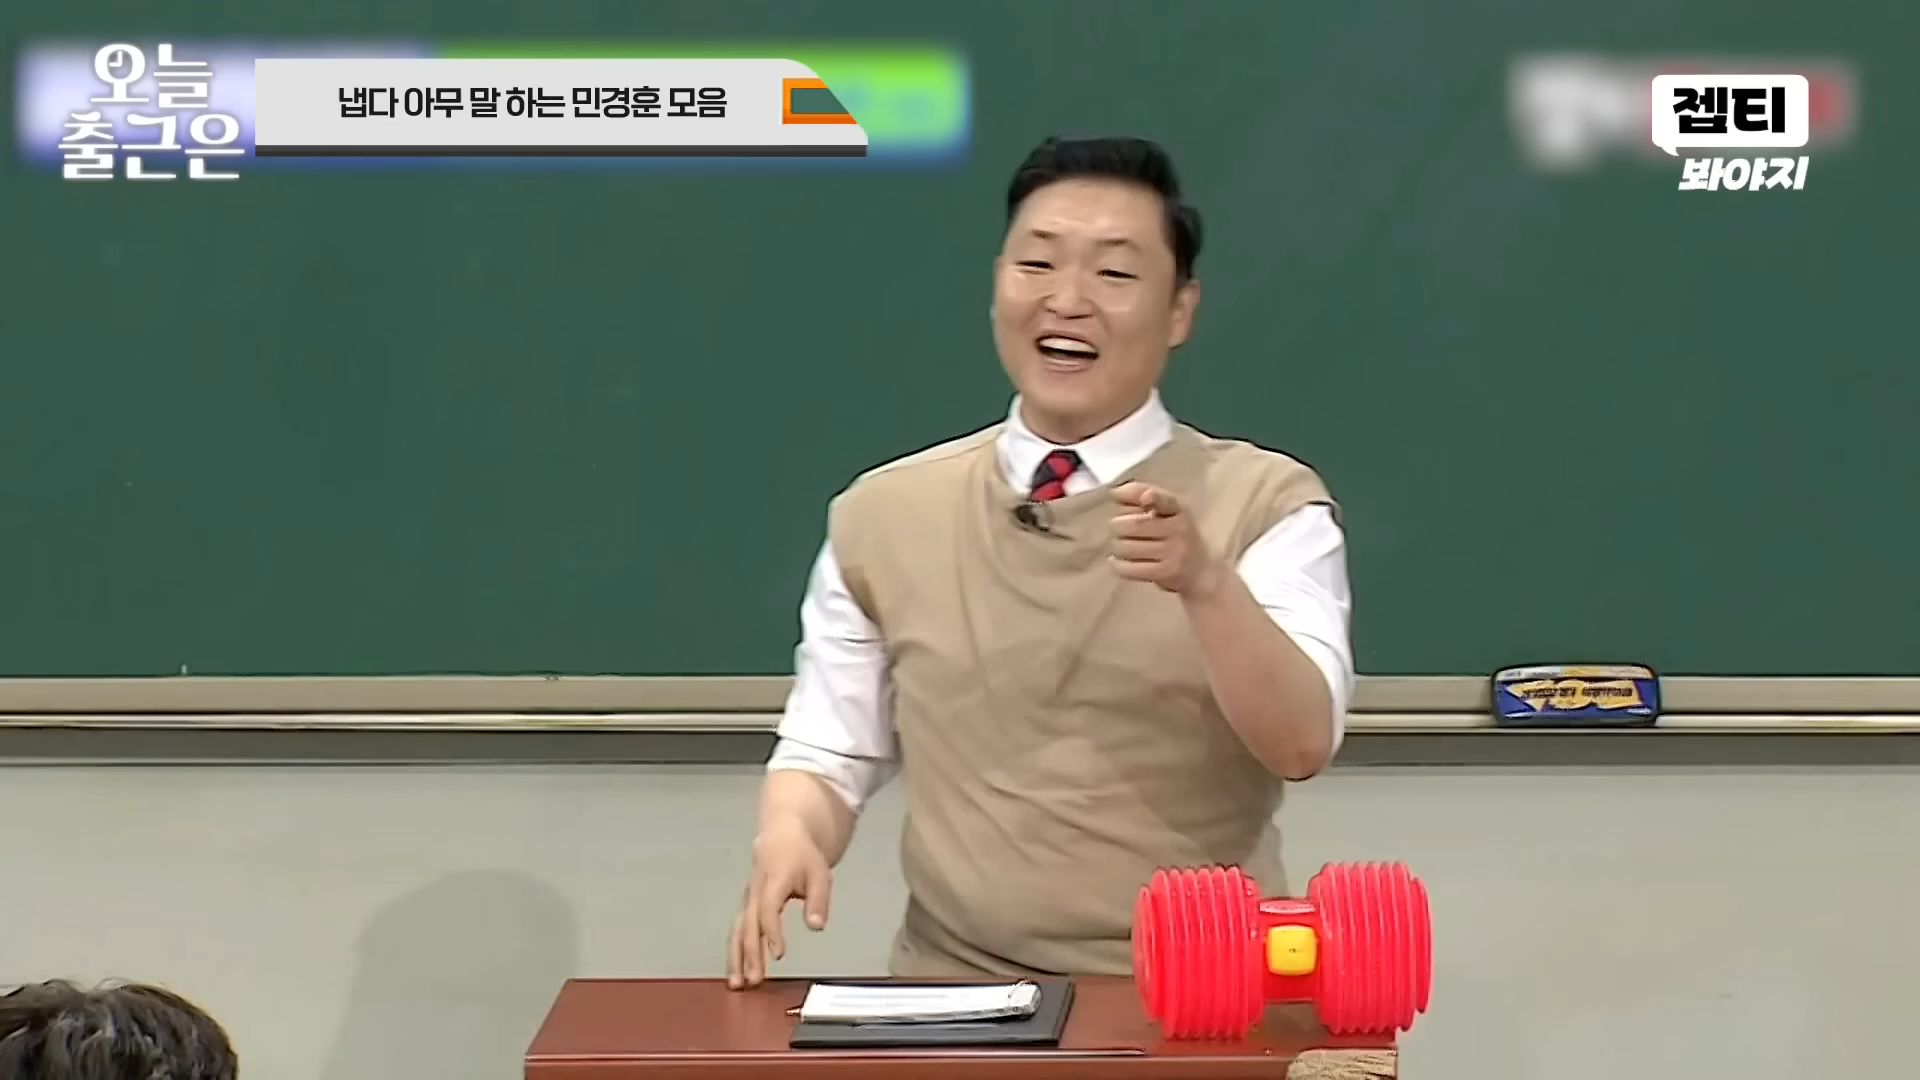 오늘
출근은
냅다 아무 말 하는 민경훈 모음
젭티
봐야지